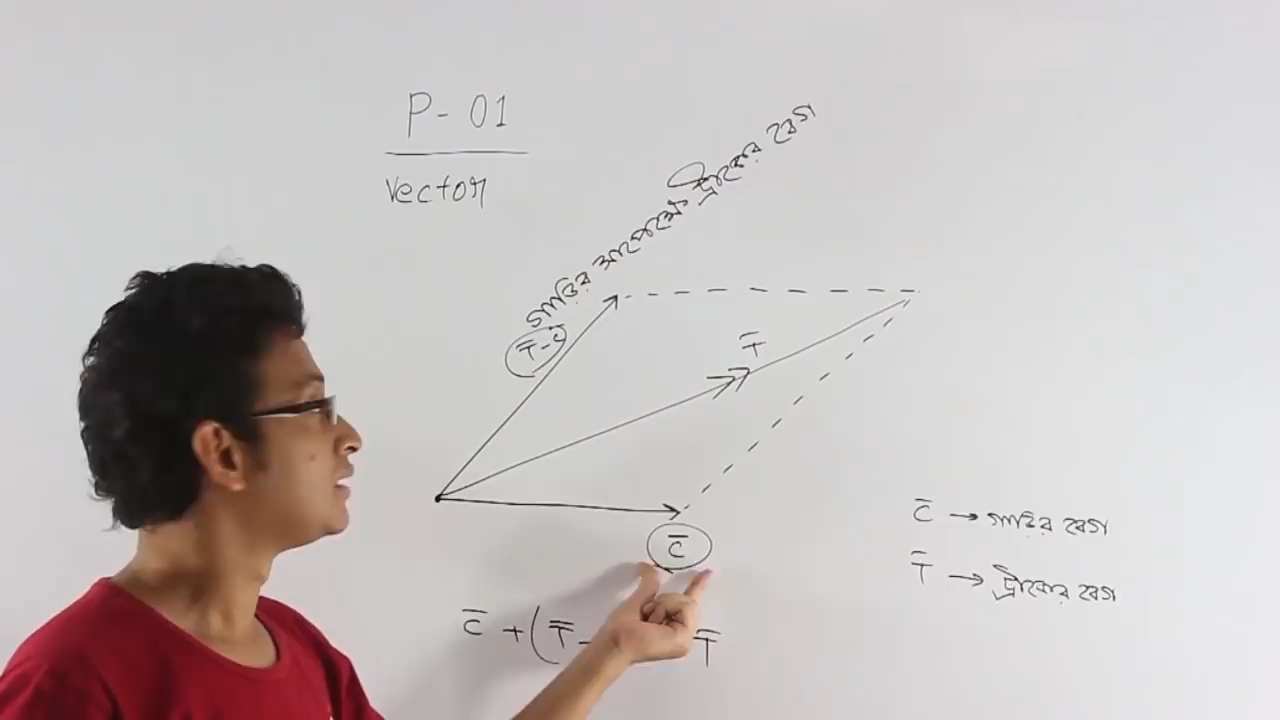 P- 01
vector
গাড়ির সাপেক্ষে ট্রাকের বেগ
T̄-C̄
T̄
C̄
C̄ → গাড়ির বেগ
T̄ → ট্রাকের বেগ
C̄ + (T̄ - T̄